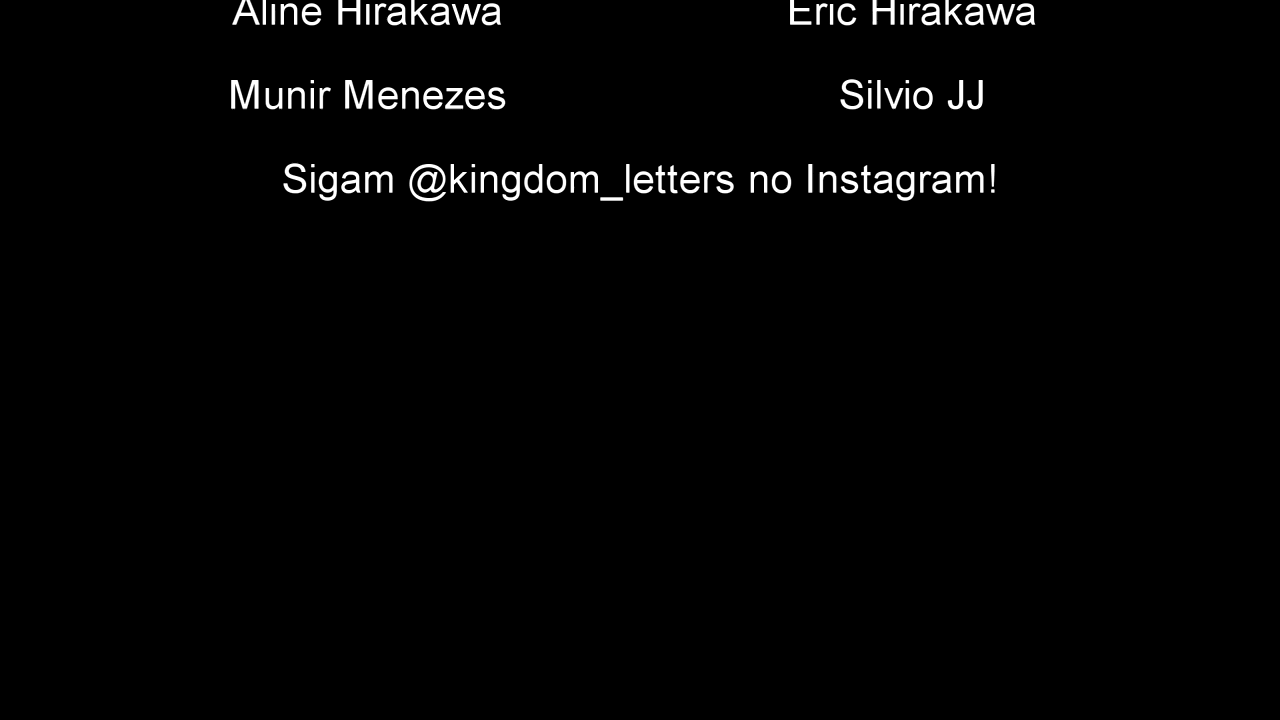 Aline Hirakawa Eric Hirakawa
Munir Menezes Silvio JJ
Sigam @kingdom_letters no Instagram!